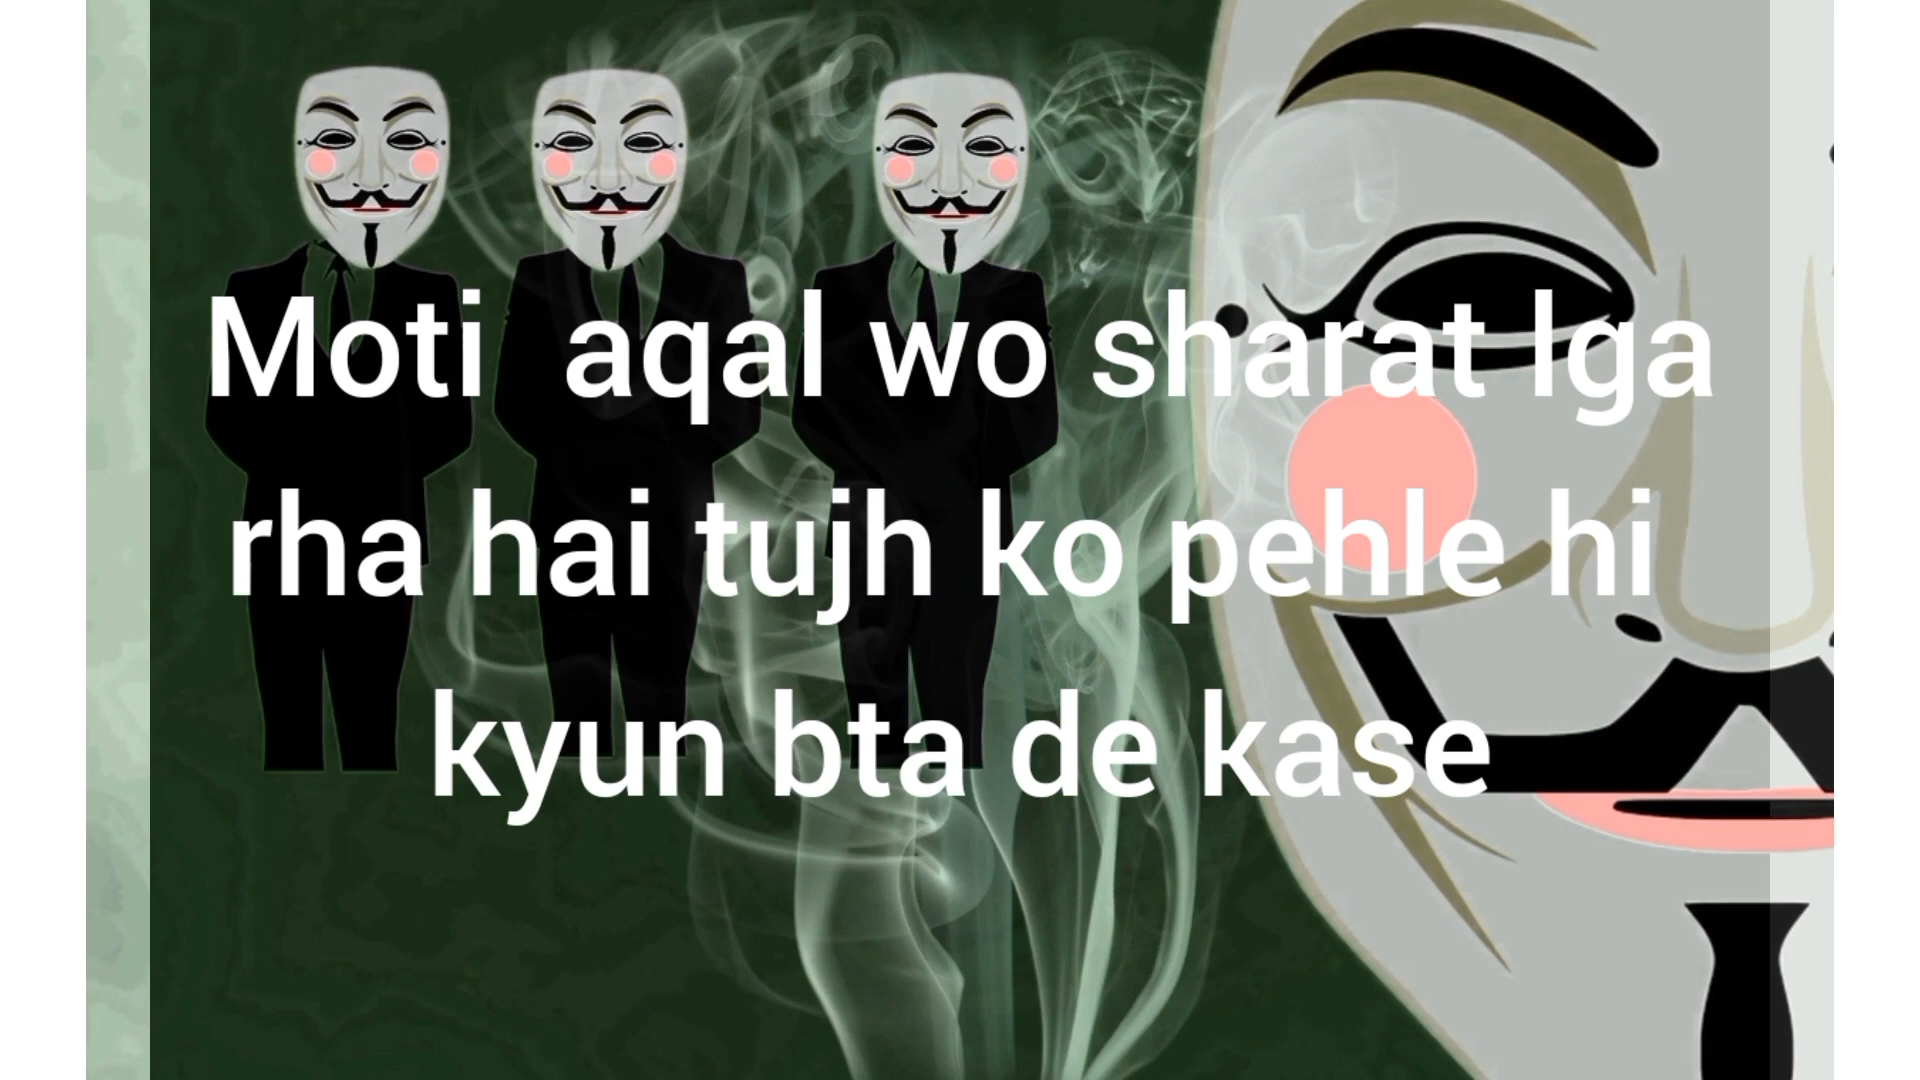 Moti  aqal wo sharat lga
rha hai tujh ko pehle hi
kyun bta de kase